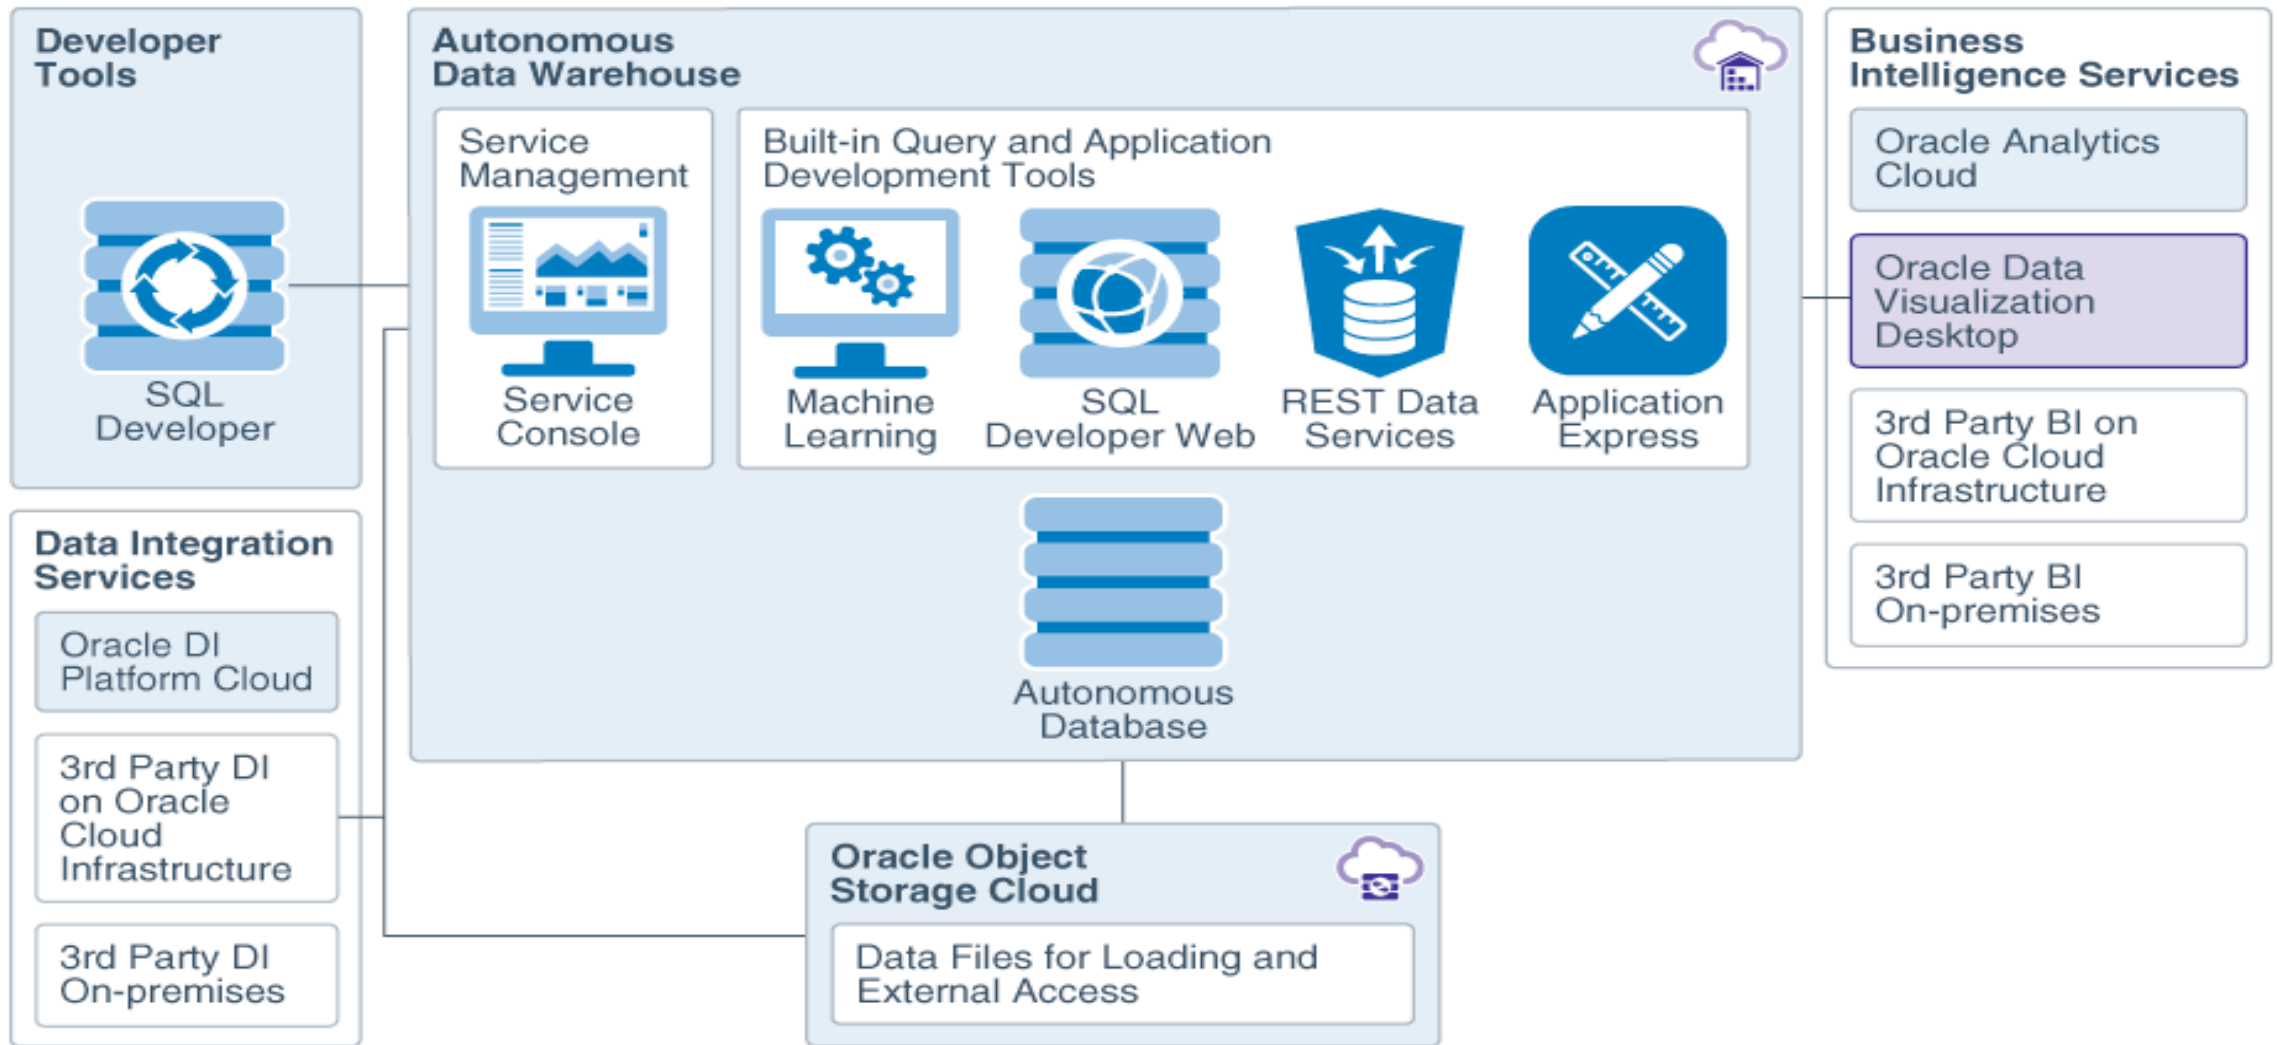 Developer
Tools
SQL
Developer
Data Integration
Services
Oracle DI
Platform Cloud
3rd Party DI
on Oracle
Cloud
Infrastructure
3rd Party DI
On-premises
Autonomous
Data Warehouse
Service
Management
Service
Console
Built-in Query and Application
Development Tools
Machine
Learning
SQL
Developer Web
REST Data
Services
Application
Express
Autonomous
Database
Oracle Object
Storage Cloud
Data Files for Loading and
External Access
Business
Intelligence Services
Oracle Analytics
Cloud
Oracle Data
Visualization
Desktop
3rd Party BI on
Oracle Cloud
Infrastructure
3rd Party BI
On-premises